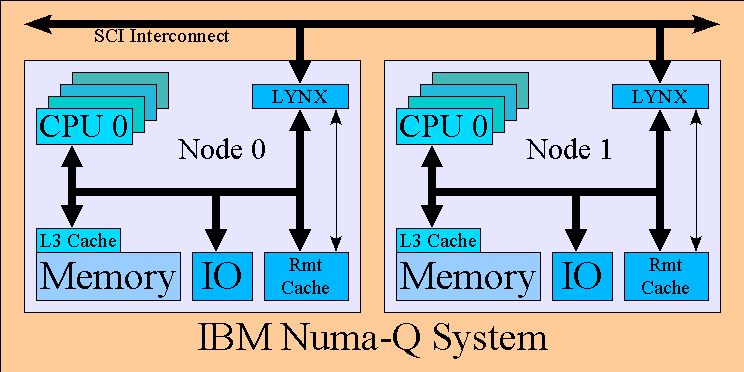 SCI Interconnect
LYNX
CPU 0
Node 0
L3 Cache
Memory
IO
Rmt
Cache
LYNX
CPU 0
Node 1
L3 Cache
Memory
IO
Rmt
Cache
IBM Numa-Q System